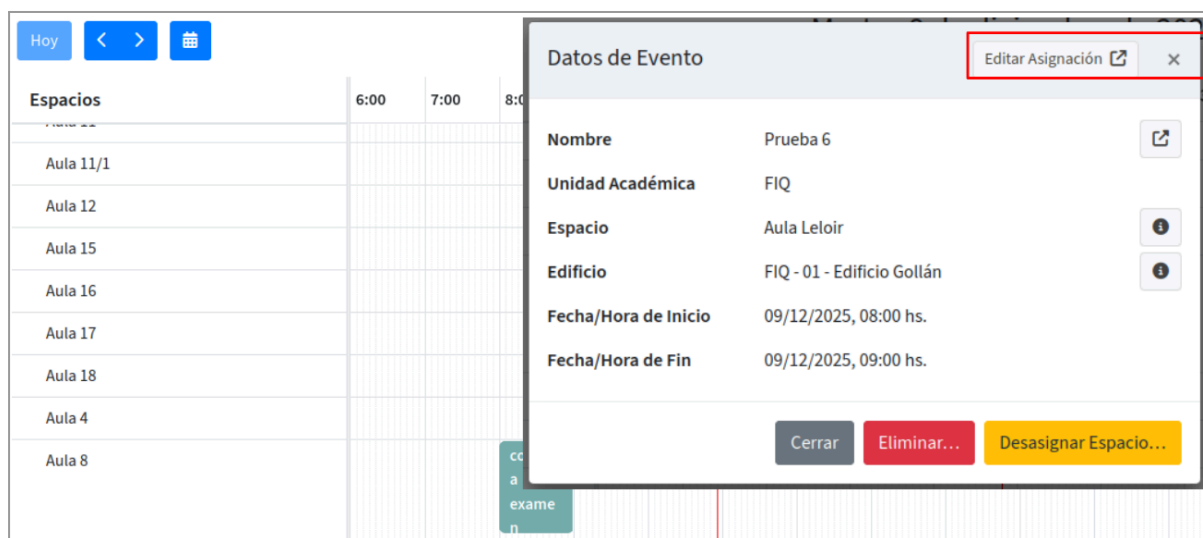 Hoy
Espacios
6:00 7:00
Aula 11/1
Aula 12
Aula 15
Aula 16
Aula 17
Aula 18
Aula 4
Aula 8
a
exame
n
Datos de Evento
Editar Asignación
Nombre Prueba 6
Unidad Académica FIQ
Espacio Aula Leloir
Edificio FIQ - 01 - Edificio Gollán
Fecha/Hora de Inicio 09/12/2025, 08:00 hs.
Fecha/Hora de Fin 09/12/2025, 09:00 hs.
Cerrar Eliminar... Desasignar Espacio...